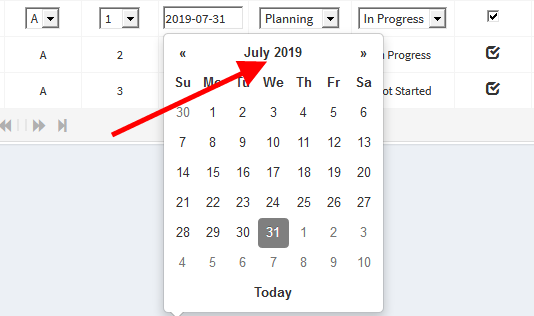 A 1 2019-07-31 Planning In Progress
« July 2019 »
A 2 Progress
Su Mo Tu We Th Fr Sa
A 3 ot Started
30 1 2 3 4 5 6
7 8 9 10 11 12 13
14 15 16 17 18 19 20
21 22 23 24 25 26 27
28 29 30 31 1 2 3
4 5 6 7 8 9 10
Today